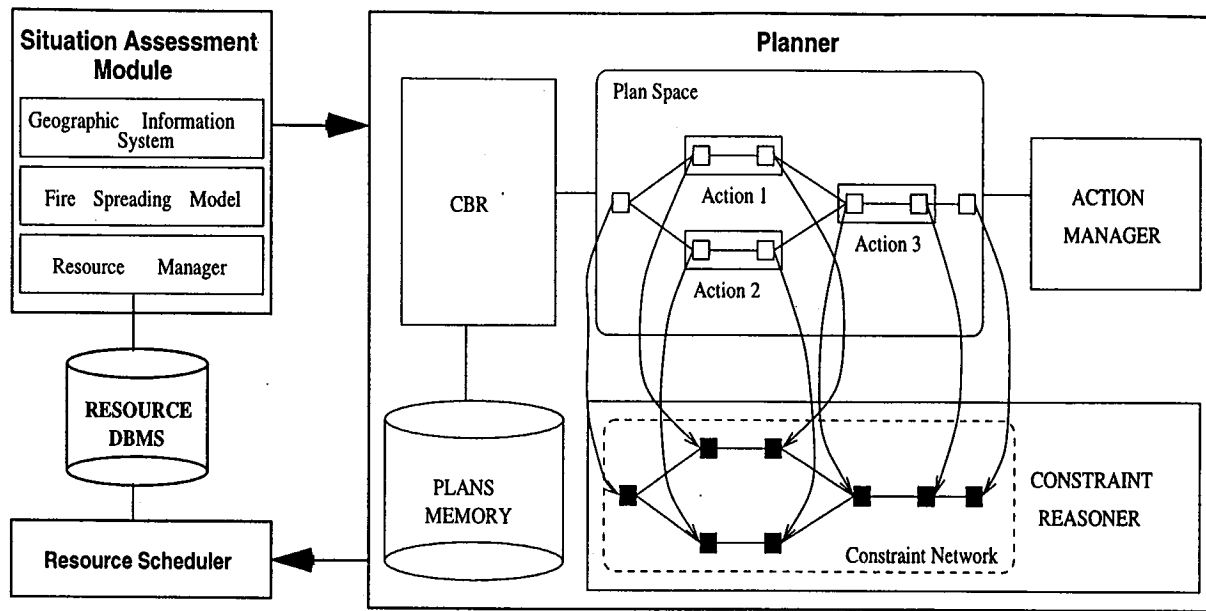 Situation Assessment
Module
Geographic Information
System
Fire Spreading Model
Resource Manager
RESOURCE
DBMS
Resource Scheduler
Planner
CBR
PLANS
MEMORY
Plan Space
Action 1
Action 2
Action 3
ACTION
MANAGER
CONSTRAINT
REASONER
Constraint Network